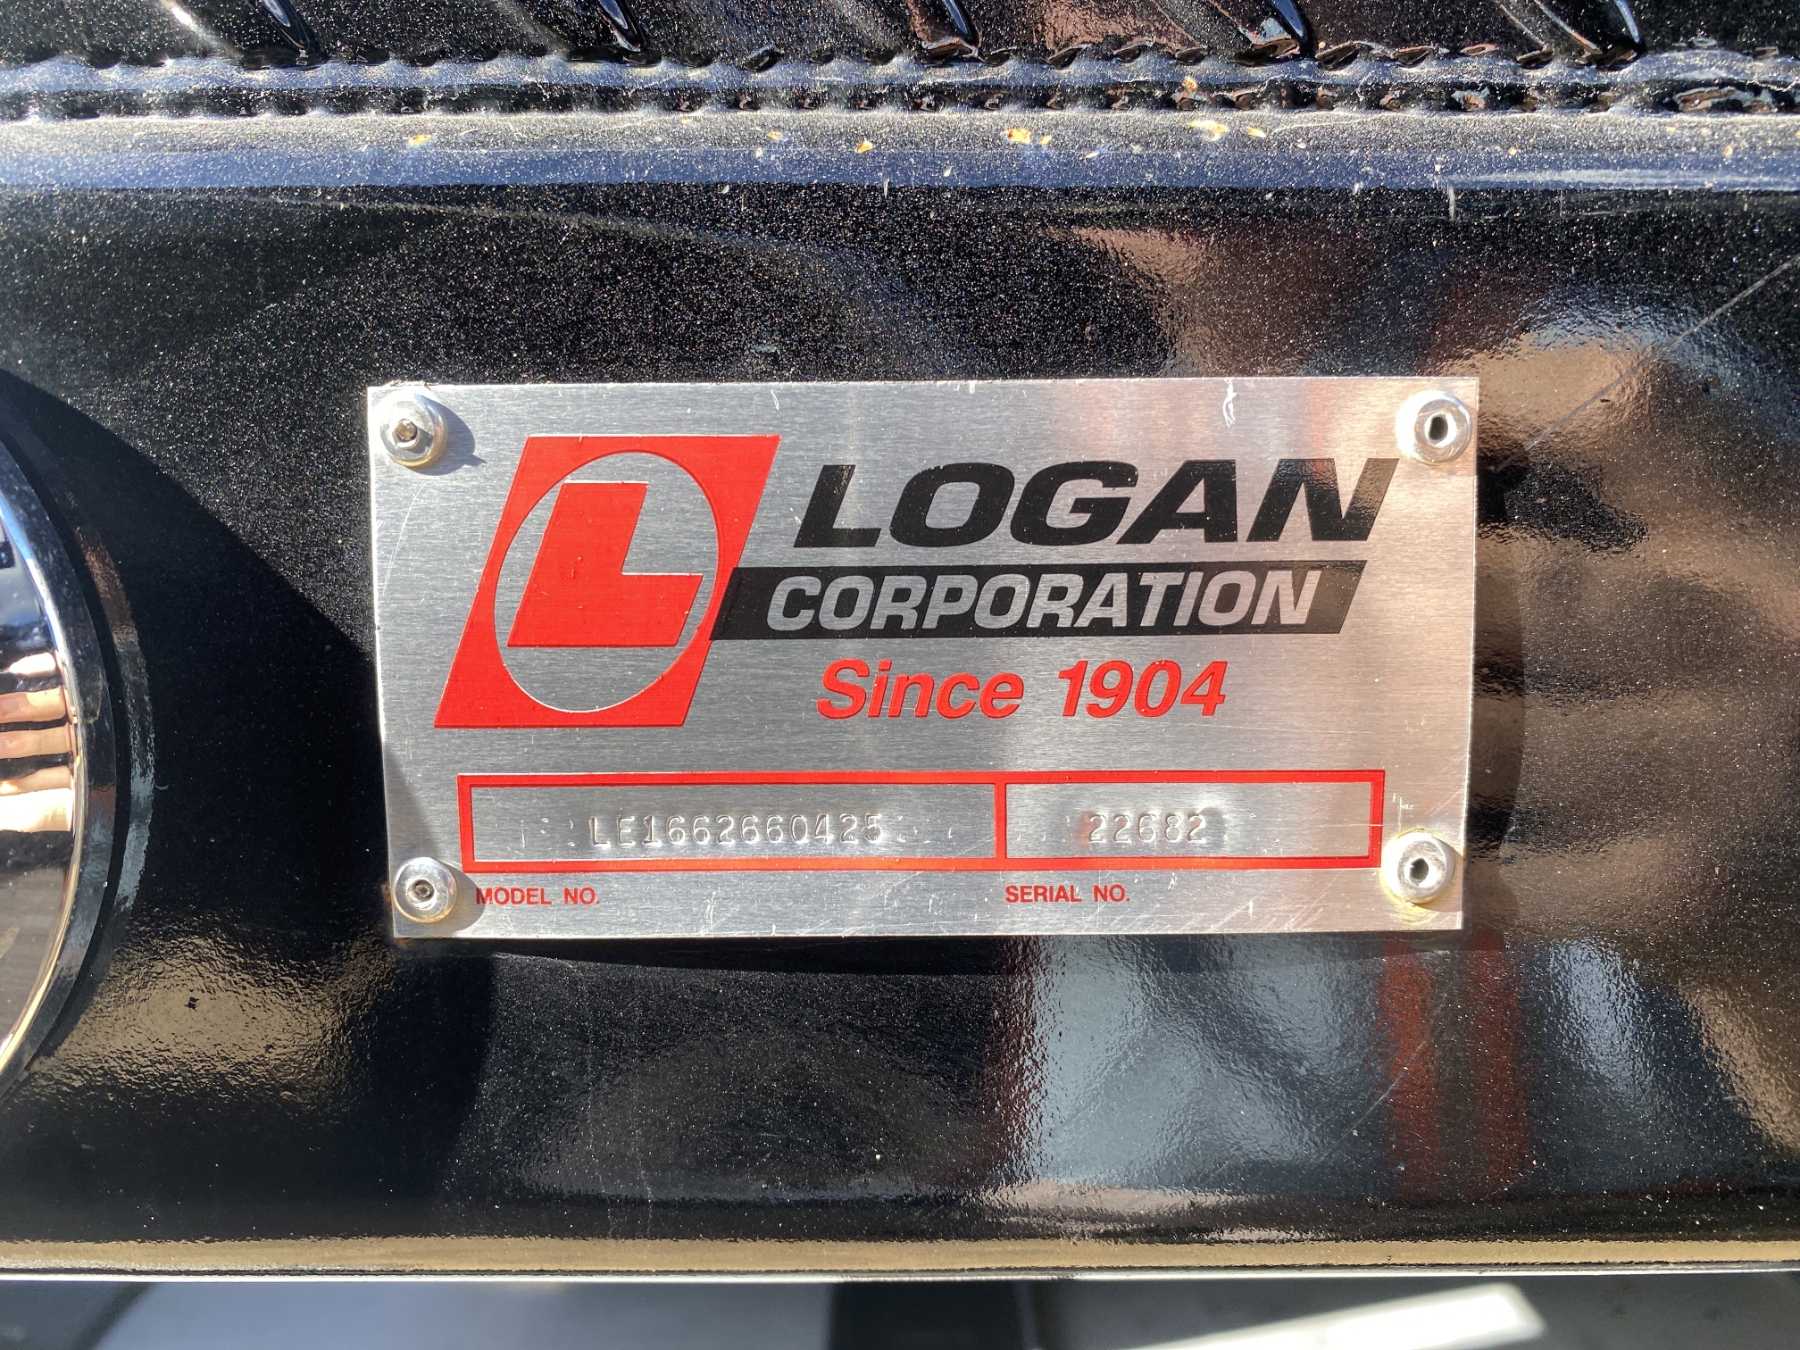 L
LOGAN
CORPORATION
Since 1904
LE1662660425 22682
MODEL NO. SERIAL NO.